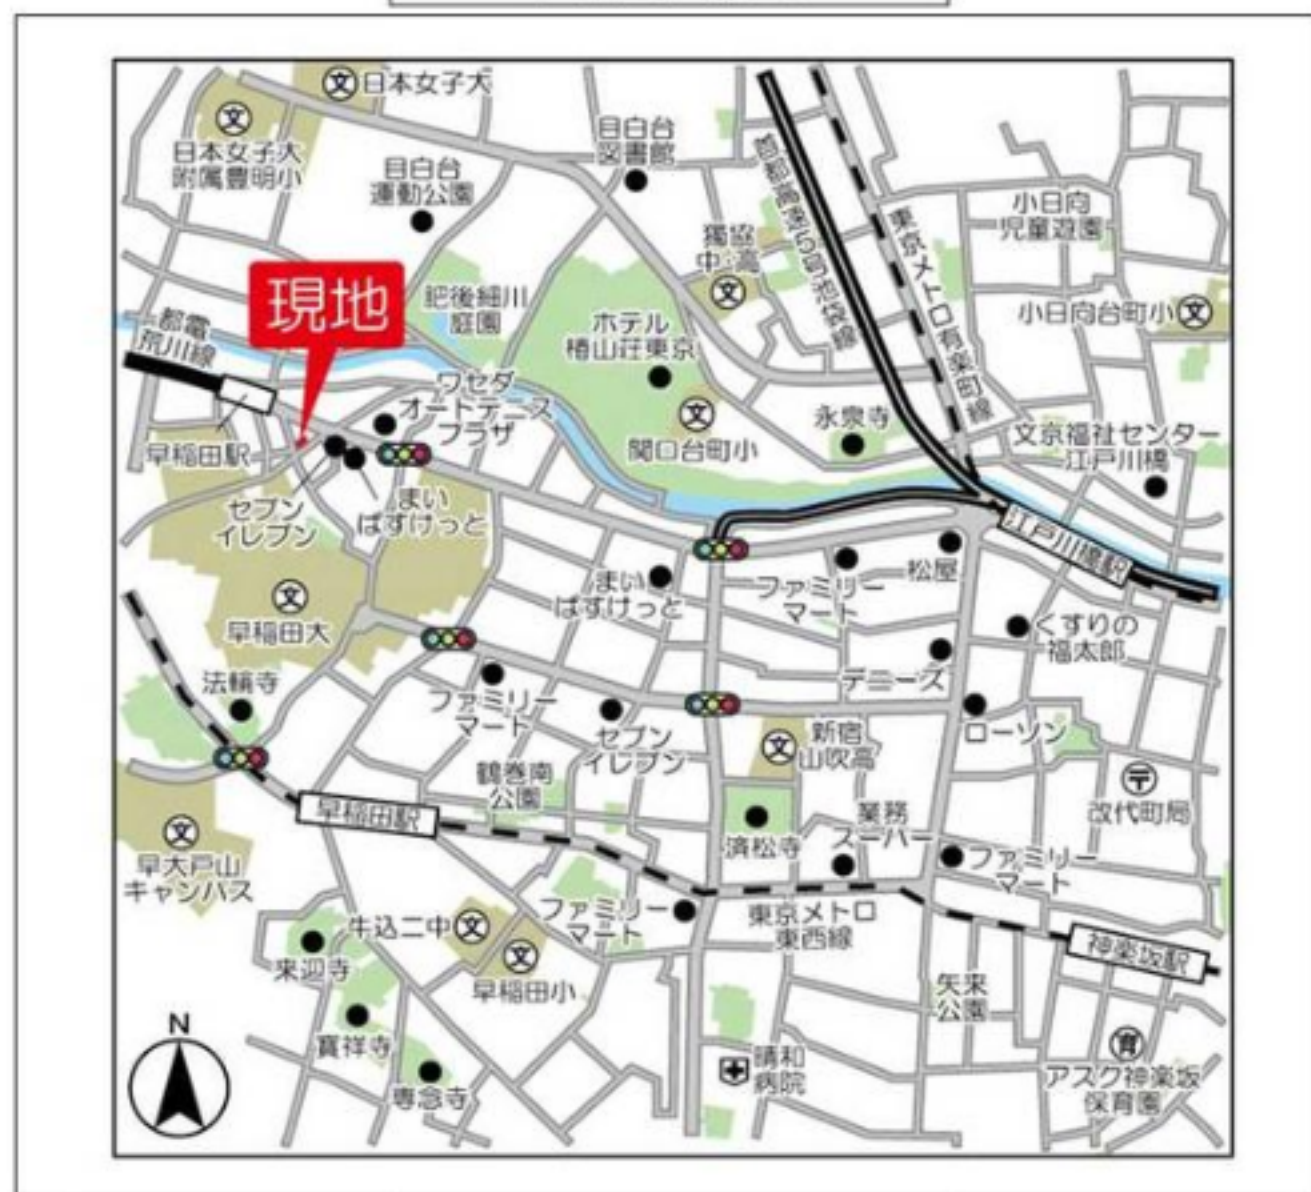 日本女子大
日本女子大
附属豊明小
目白台
運動公園
目白台
図書館
獨協
中・高
首都高速5号池袋線
東京メトロ有楽町線
小日向
児童遊園
小日向台町小
現地
肥後細川
庭園
ホテル
椿山荘東京
都電
荒川線
早稲田駅
ワセダ
オートテニス
プラザ
関口台町小
永泉寺
文京福祉センター
江戸川橋
セブン
イレブン
まい
ばすけっと
江戸川橋駅
早稲田大
まい
ばすけっと
ファミリー
マート
松屋
くすりの
福太郎
デニーズ
法輪寺
ファミリー
マート
セブン
イレブン
新宿
山吹高
ローソン
鶴巻南
公園
早稲田駅
済松寺
業務
スーパー
改代町局
早大戸山
キャンパス
ファミリー
マート
牛込二中
ファミリー
マート
東京メトロ
東西線
神楽坂駅
来迎寺
早稲田小
矢来
公園
寶祥寺
専念寺
晴和
病院
アスク神楽坂
保育園
N